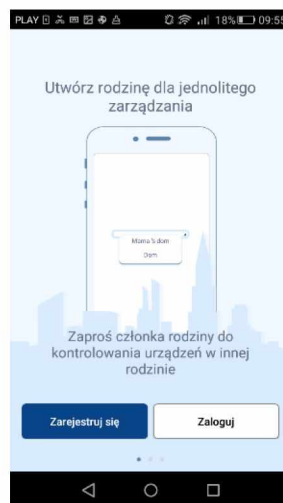 PLAY 18% 09:55
Utwórz rodzinę dla jednolitego
zarządzania
Mama 's dom
Dom
Zaproś członka rodziny do
kontrolowania urządzeń w innej
rodzinie
Zarejestruj się
Zaloguj